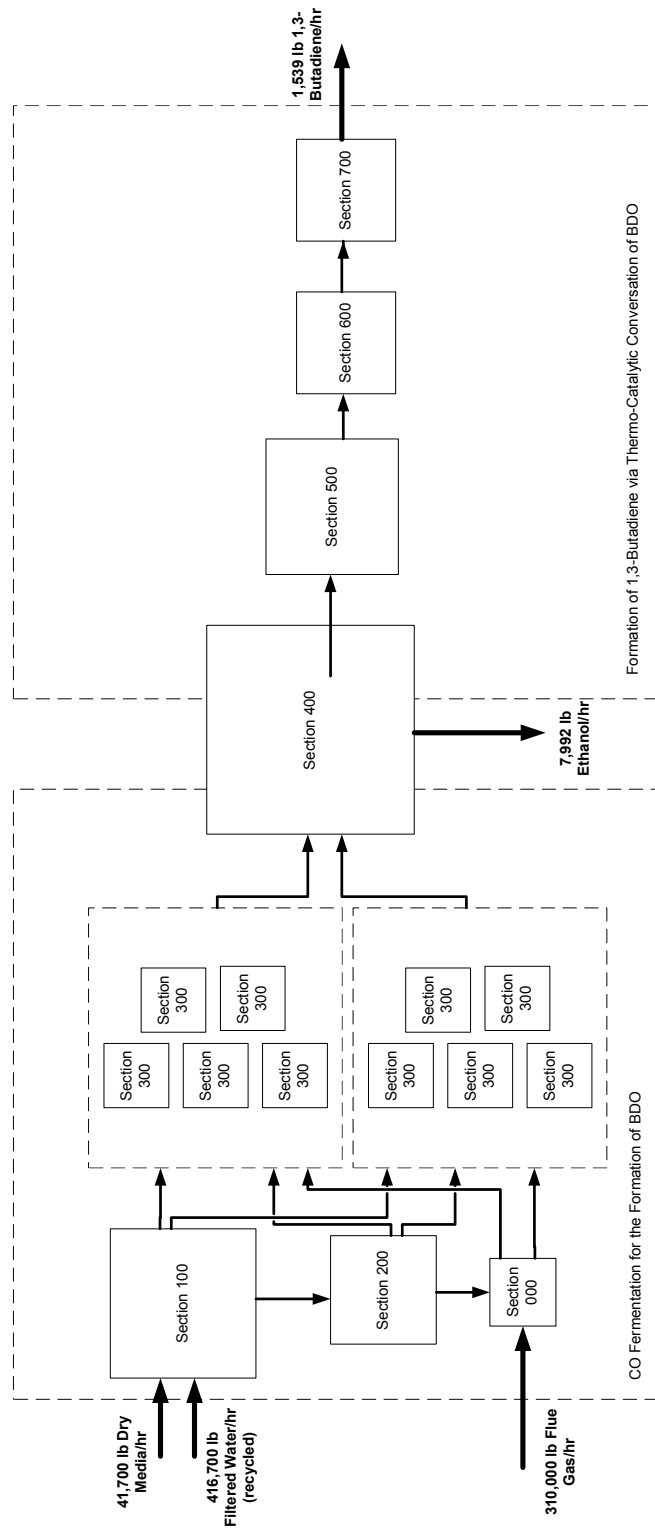 41,700 lb Dry
Media/hr
416,700 lb
Filtered Water/hr
(recycled)
310,000 lb Flue
Gas/hr
Section 100
Section 200
Section
000
Section
300
Section
300
Section
300
Section
300
Section
300
Section
300
Section
300
Section
300
Section
300
Section
300
CO Fermentation for the Formation of BDO
Section 400
7,992 lb
Ethanol/hr
Section 500
Section 600
Section 700
1,539 lb 1,3-
Butadiene/hr
Formation of 1,3-Butadiene via Thermo-Catalytic Conversation of BDO